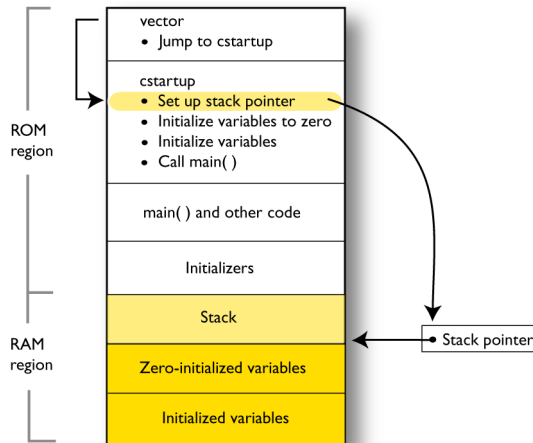 vector
• Jump to cstartup
cstartup
• Set up stack pointer
• Initialize variables to zero
• Initialize variables
• Call main( )
ROM
region
main( ) and other code
Initializers
Stack
RAM
region
Stack pointer
Zero-initialized variables
Initialized variables